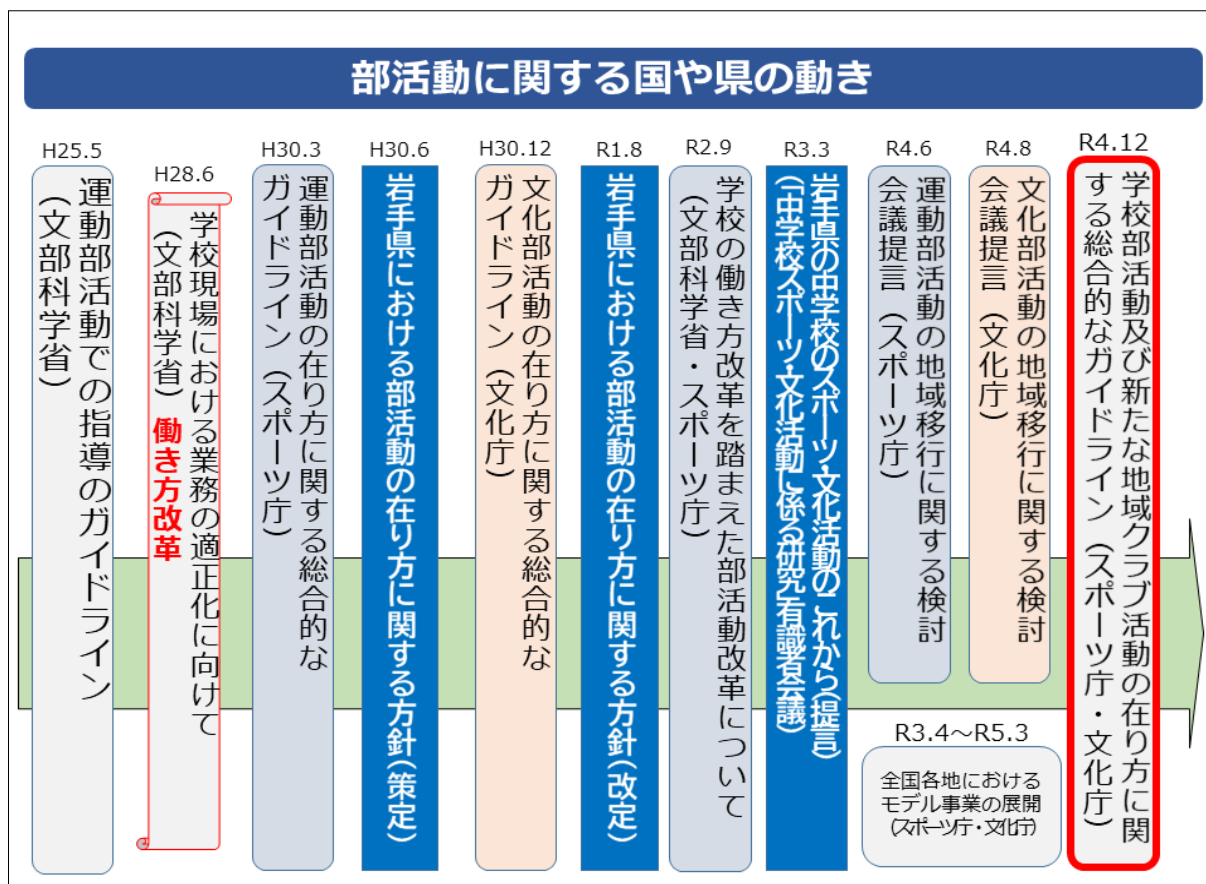 部活動に関する国や県の動き
H25.5
運動部活動での指導のガイドライン
（文部科学省）
H28.6
学校現場における業務の適正化に向けて
（文部科学省）働き方改革
H30.3
運動部活動の在り方に関する総合的な
ガイドライン（スポーツ庁）
H30.6
岩手県における部活動の在り方に関する方針（策定）
H30.12
文化部活動の在り方に関する総合的な
ガイドライン（文化庁）
R1.8
岩手県における部活動の在り方に関する方針（改定）
R2.9
学校の働き方改革を踏まえた部活動改革について
（文部科学省・スポーツ庁）
R3.3
岩手県の中学校のスポーツ・文化活動のこれから（提言）
（「中学校スポーツ・文化活動に係る研究」有識者会議）
R4.6
運動部活動の地域移行に関する検討
会議提言（スポーツ庁）
R4.8
文化部活動の地域移行に関する検討
会議提言（文化庁）
R3.4～R5.3
全国各地における
モデル事業の展開
（スポーツ庁・文化庁）
R4.12
学校部活動及び新たな地域クラブ活動の在り方に関
する総合的なガイドライン（スポーツ庁・文化庁）